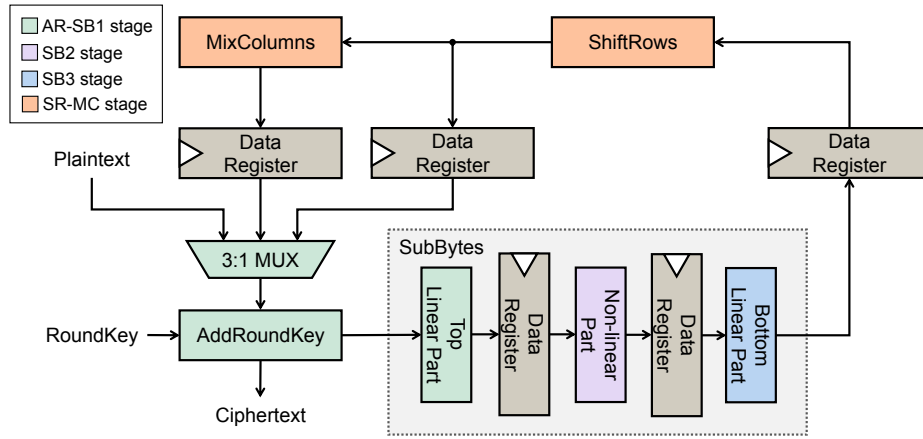 AR-SB1 stage
SB2 stage
SB3 stage
SR-MC stage
MixColumns
ShiftRows
Data
Register
Data
Register
Data
Register
Plaintext
3:1 MUX
SubBytes
RoundKey
AddRoundKey
Top
Linear Part
Data
Register
Non-linear
Part
Data
Register
Bottom
Linear Part
Ciphertext